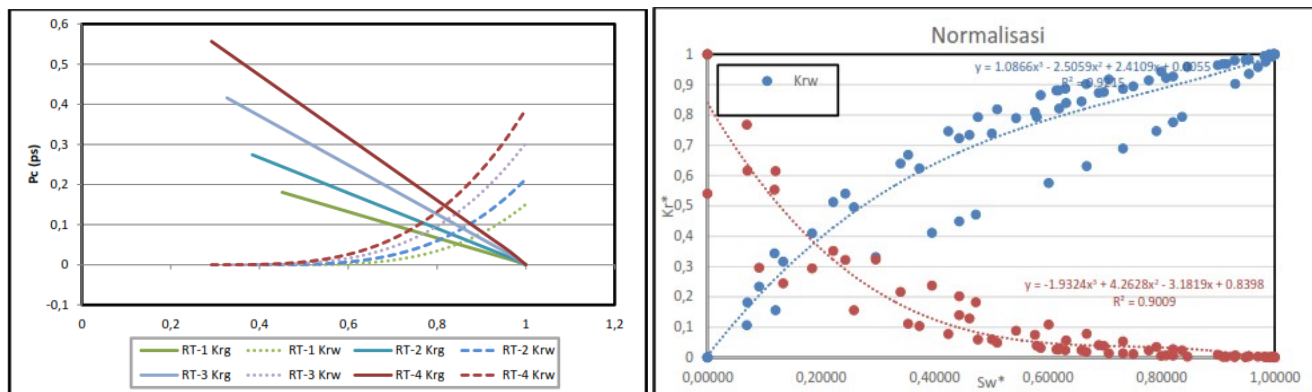 0,6
0,5
0,4
0,3
0,2
0,1
0
-0,1
Pc (ps)
0 0,2 0,4 0,6 0,8 1 1,2
RT-1 Krg RT-1 Krw RT-2 Krg RT-2 Krw
RT-3 Krg RT-3 Krw RT-4 Krg RT-4 Krw
Normalisasi
Krw
y = 1.0866x³ - 2.5059x² + 2.4109x +
y = -1.9324x³ + 4.2628x² - 3.1819x + 0.8398
R² = 0.9009
1
0,9
0,8
0,7
0,6
0,5
0,4
0,3
0,2
0,1
0
Kr*
0,00000 0,20000 0,40000 0,60000 0,80000 1,00000
Sw*